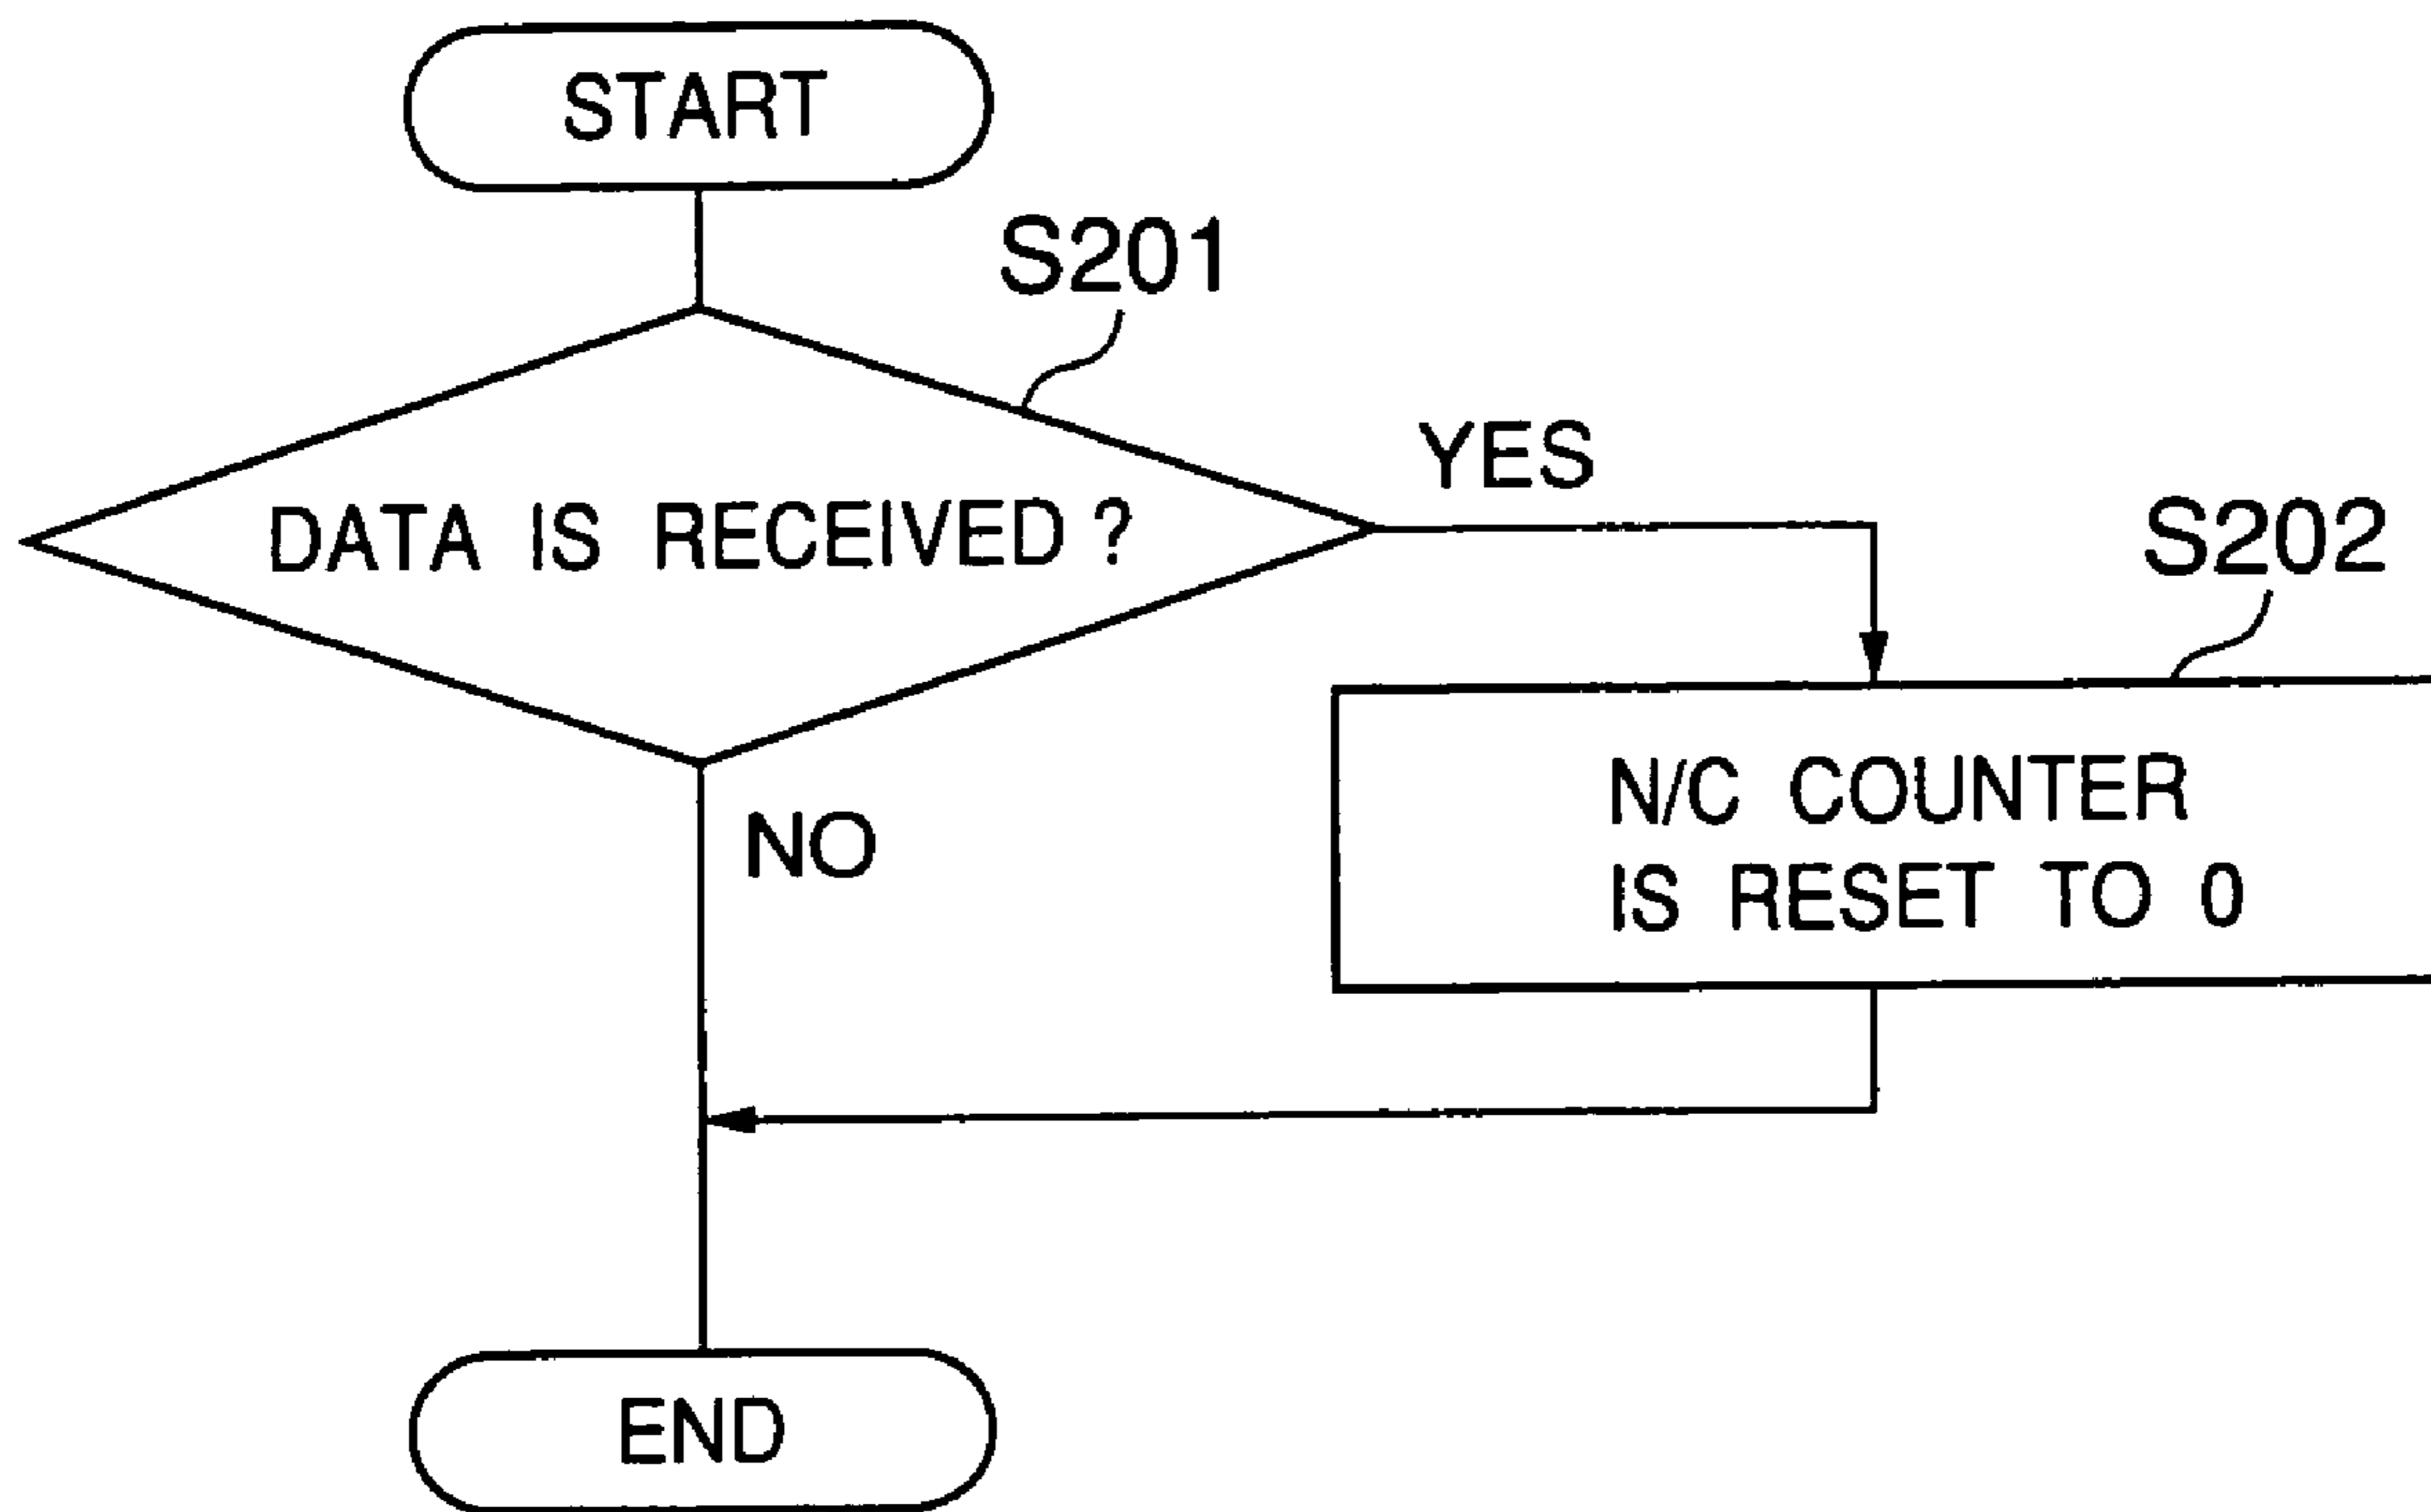 START
S201
DATA IS RECEIVED ?
YES
S202
N/C COUNTER
IS RESET TO 0
NO
END